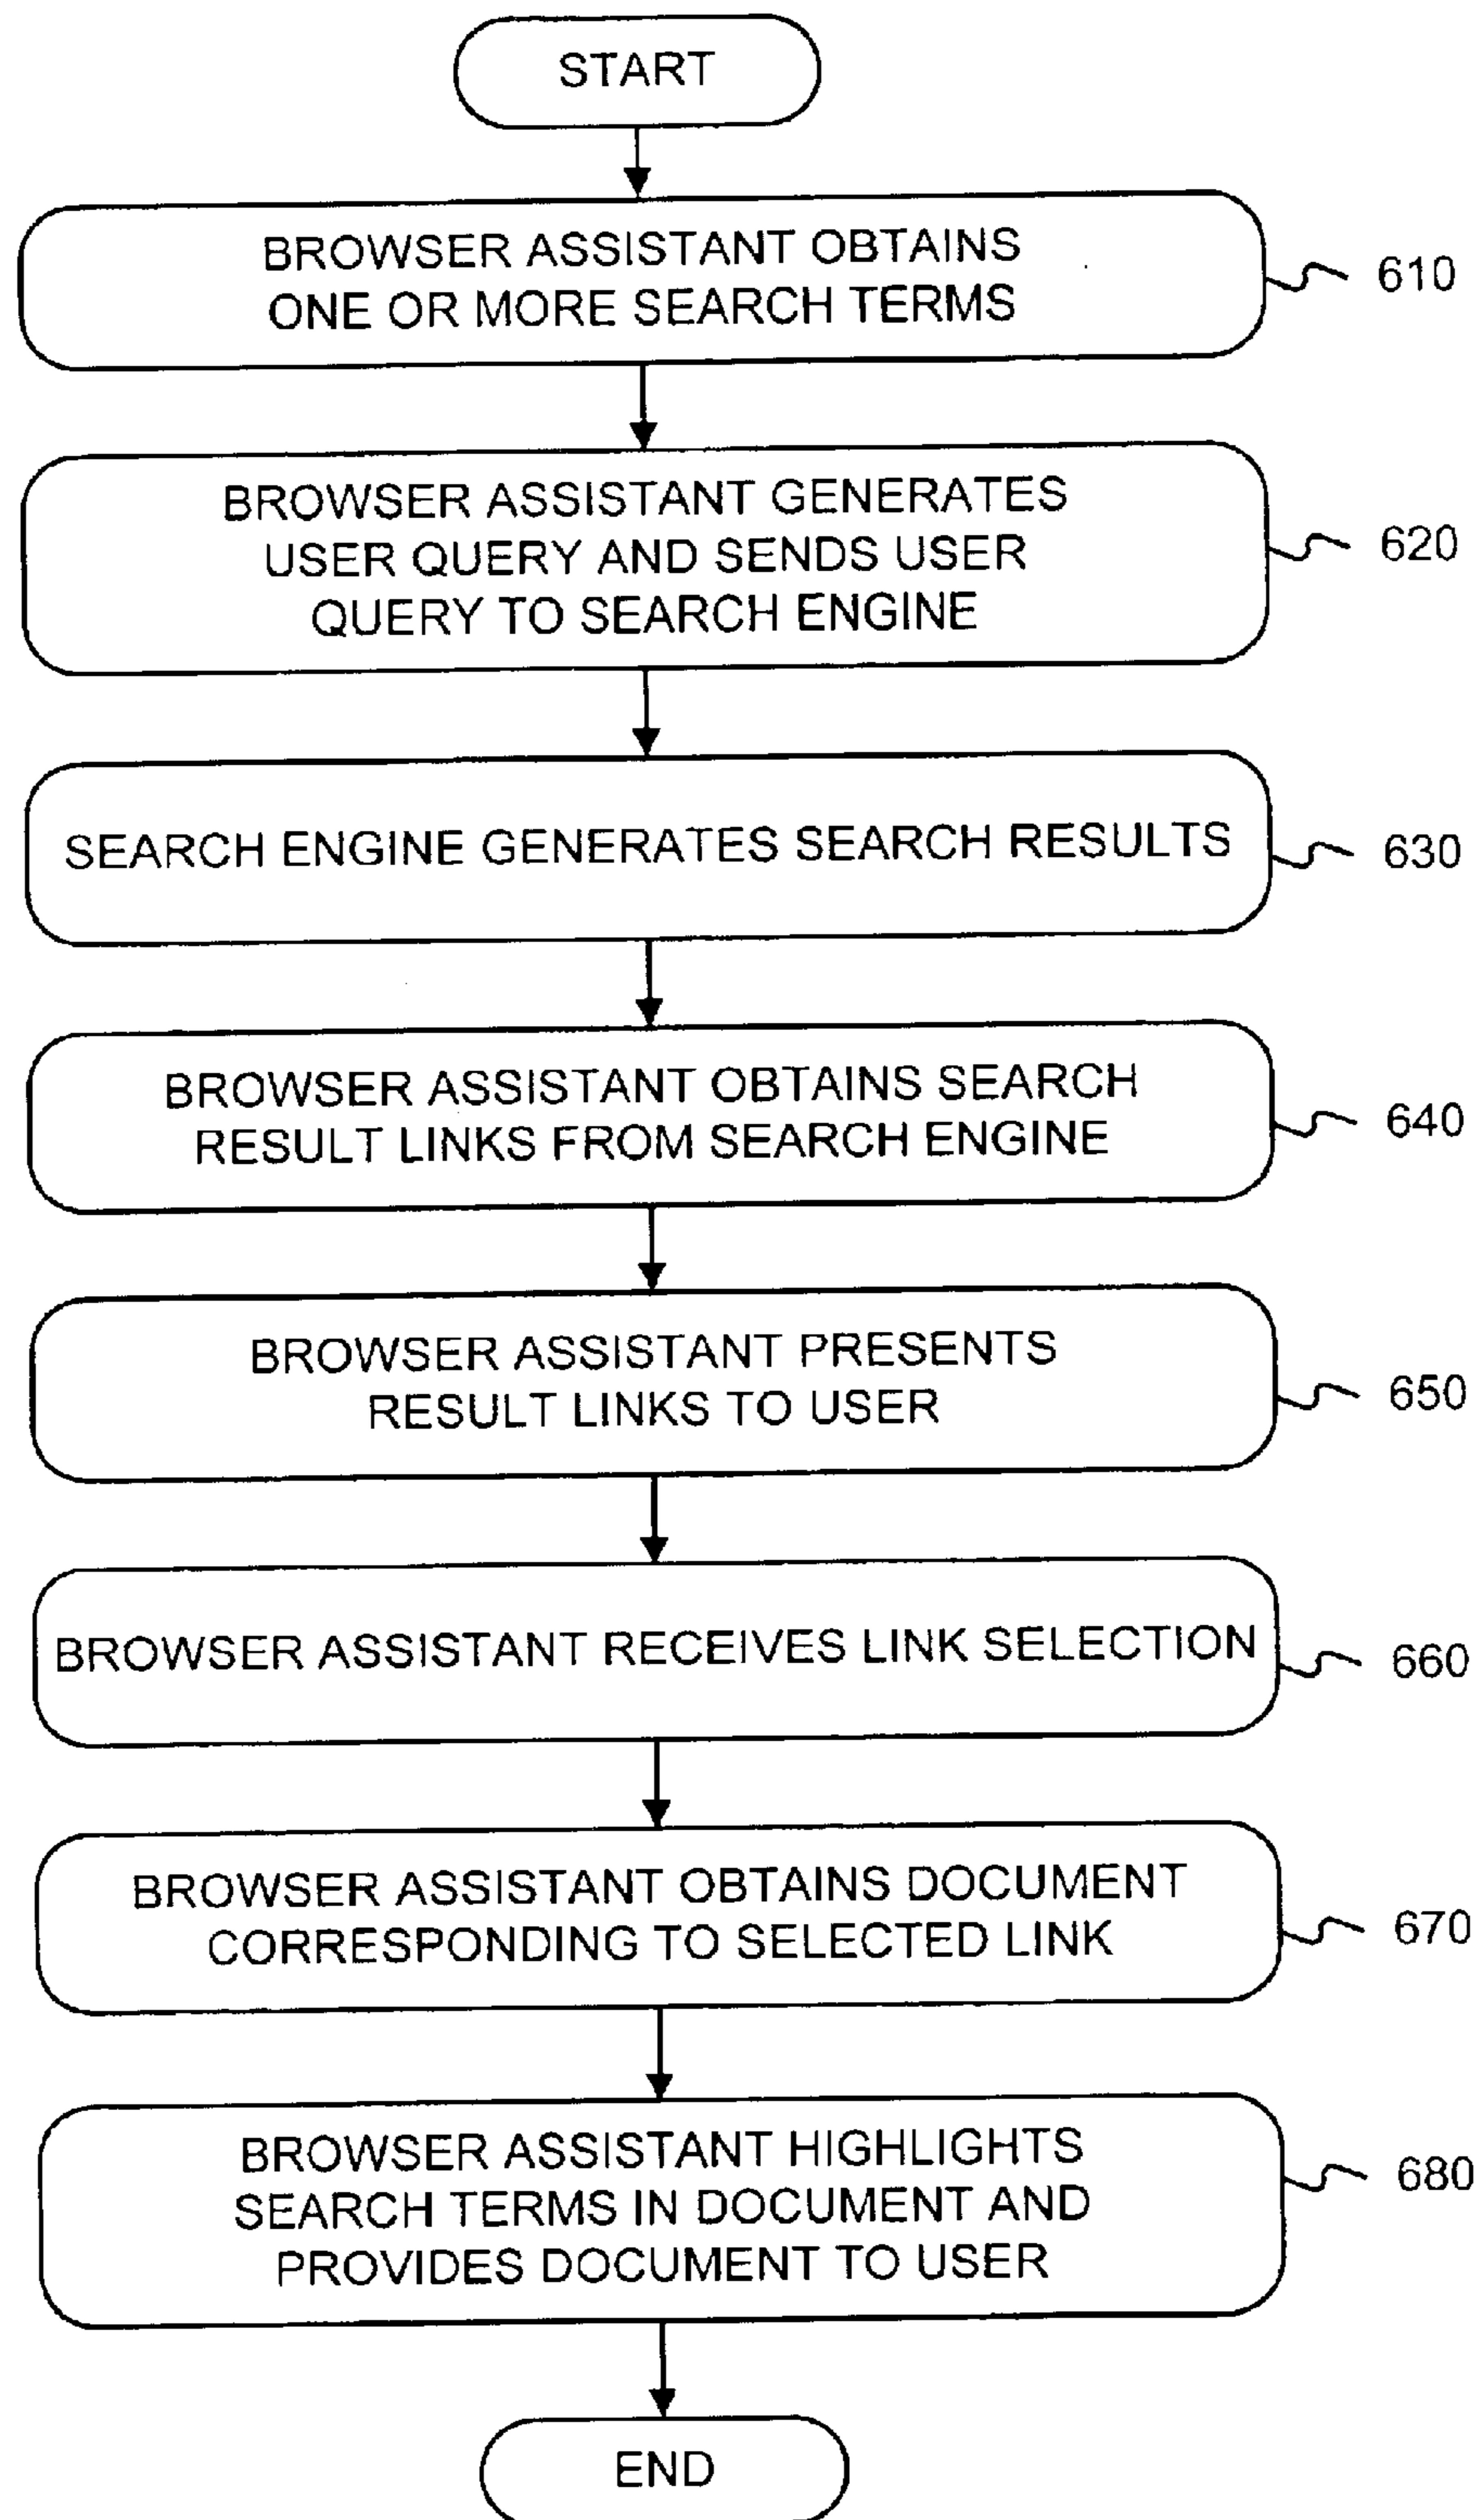 START
BROWSER ASSISTANT OBTAINS
ONE OR MORE SEARCH TERMS
610
BROWSER ASSISTANT GENERATES
USER QUERY AND SENDS USER
QUERY TO SEARCH ENGINE
620
SEARCH ENGINE GENERATES SEARCH RESULTS
630
BROWSER ASSISTANT OBTAINS SEARCH
RESULT LINKS FROM SEARCH ENGINE
640
BROWSER ASSISTANT PRESENTS
RESULT LINKS TO USER
650
BROWSER ASSISTANT RECEIVES LINK SELECTION
660
BROWSER ASSISTANT OBTAINS DOCUMENT
CORRESPONDING TO SELECTED LINK
670
BROWSER ASSISTANT HIGHLIGHTS
SEARCH TERMS IN DOCUMENT AND
PROVIDES DOCUMENT TO USER
680
END